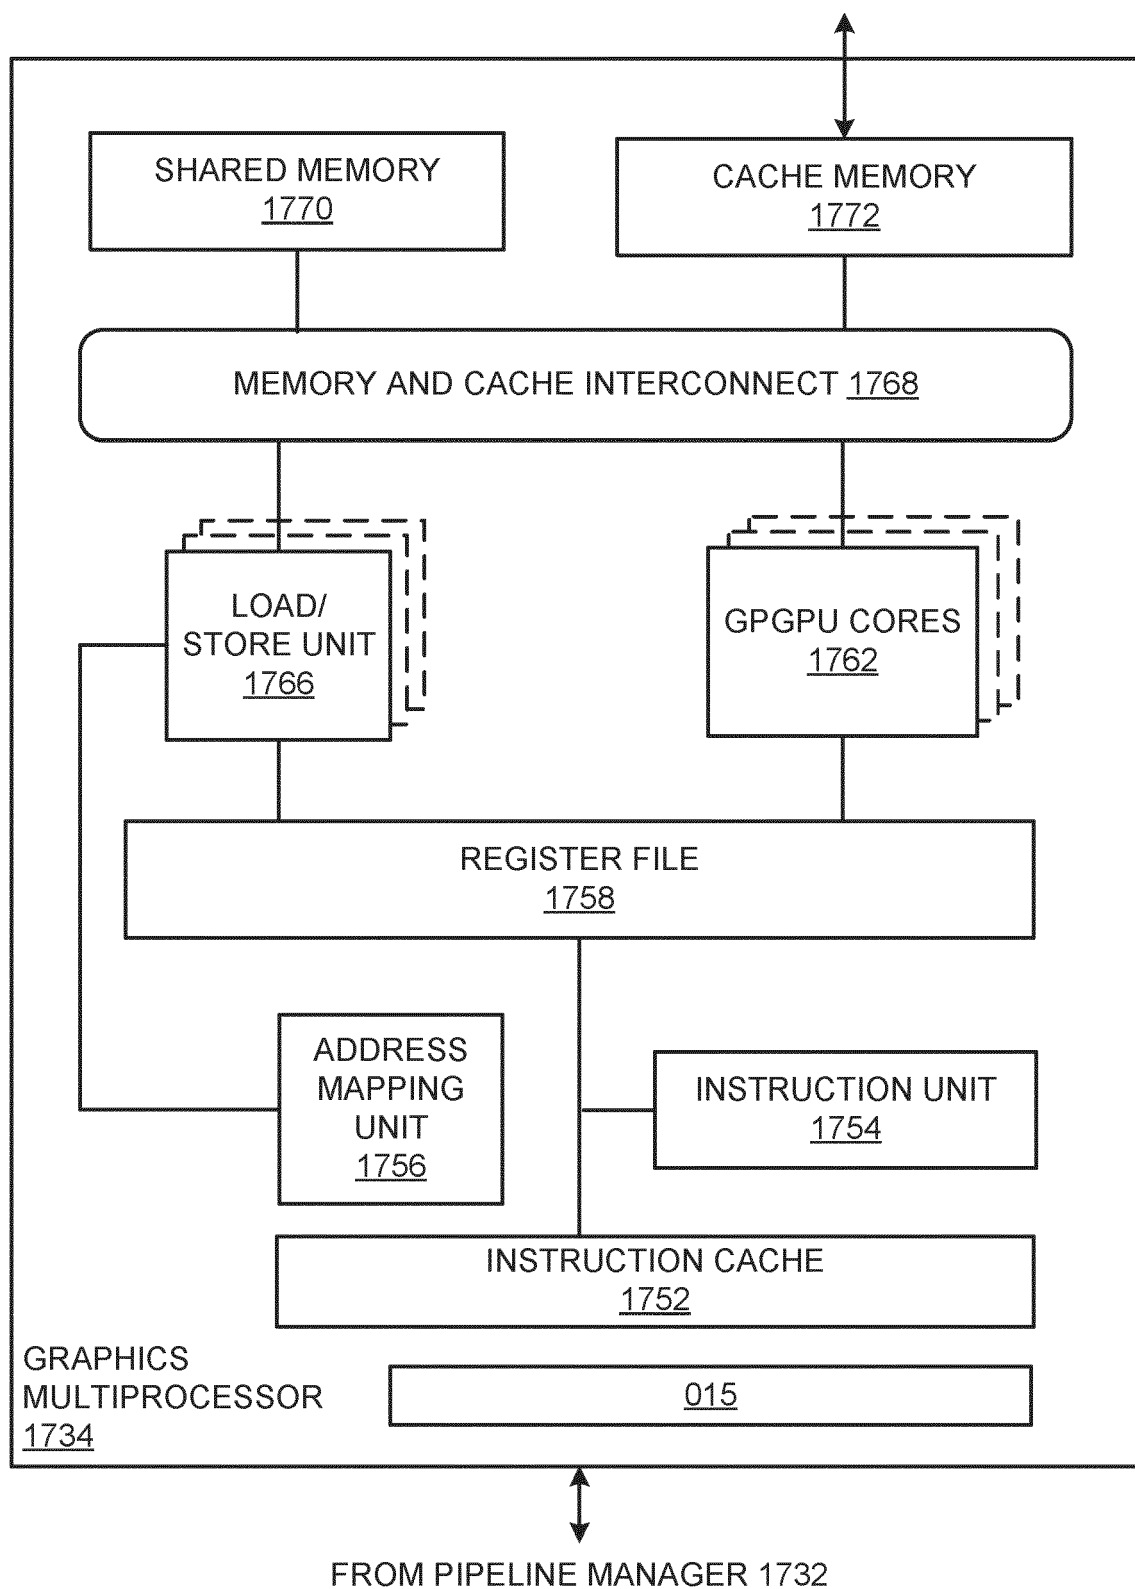 SHARED MEMORY
1770
CACHE MEMORY
1772
MEMORY AND CACHE INTERCONNECT 1768
LOAD/
STORE UNIT
1766
GPGPU CORES
1762
REGISTER FILE
1758
ADDRESS
MAPPING
UNIT
1756
INSTRUCTION UNIT
1754
INSTRUCTION CACHE
1752
GRAPHICS
MULTIPROCESSOR
1734
015
FROM PIPELINE MANAGER 1732